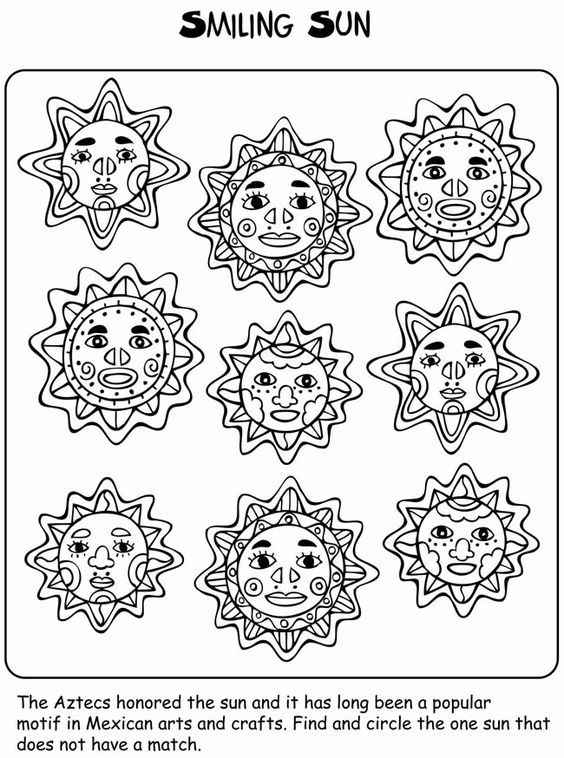 SMILING SUN
The Aztecs honored the sun and it has long been a popular
motif in Mexican arts and crafts. Find and circle the one sun that
does not have a match.